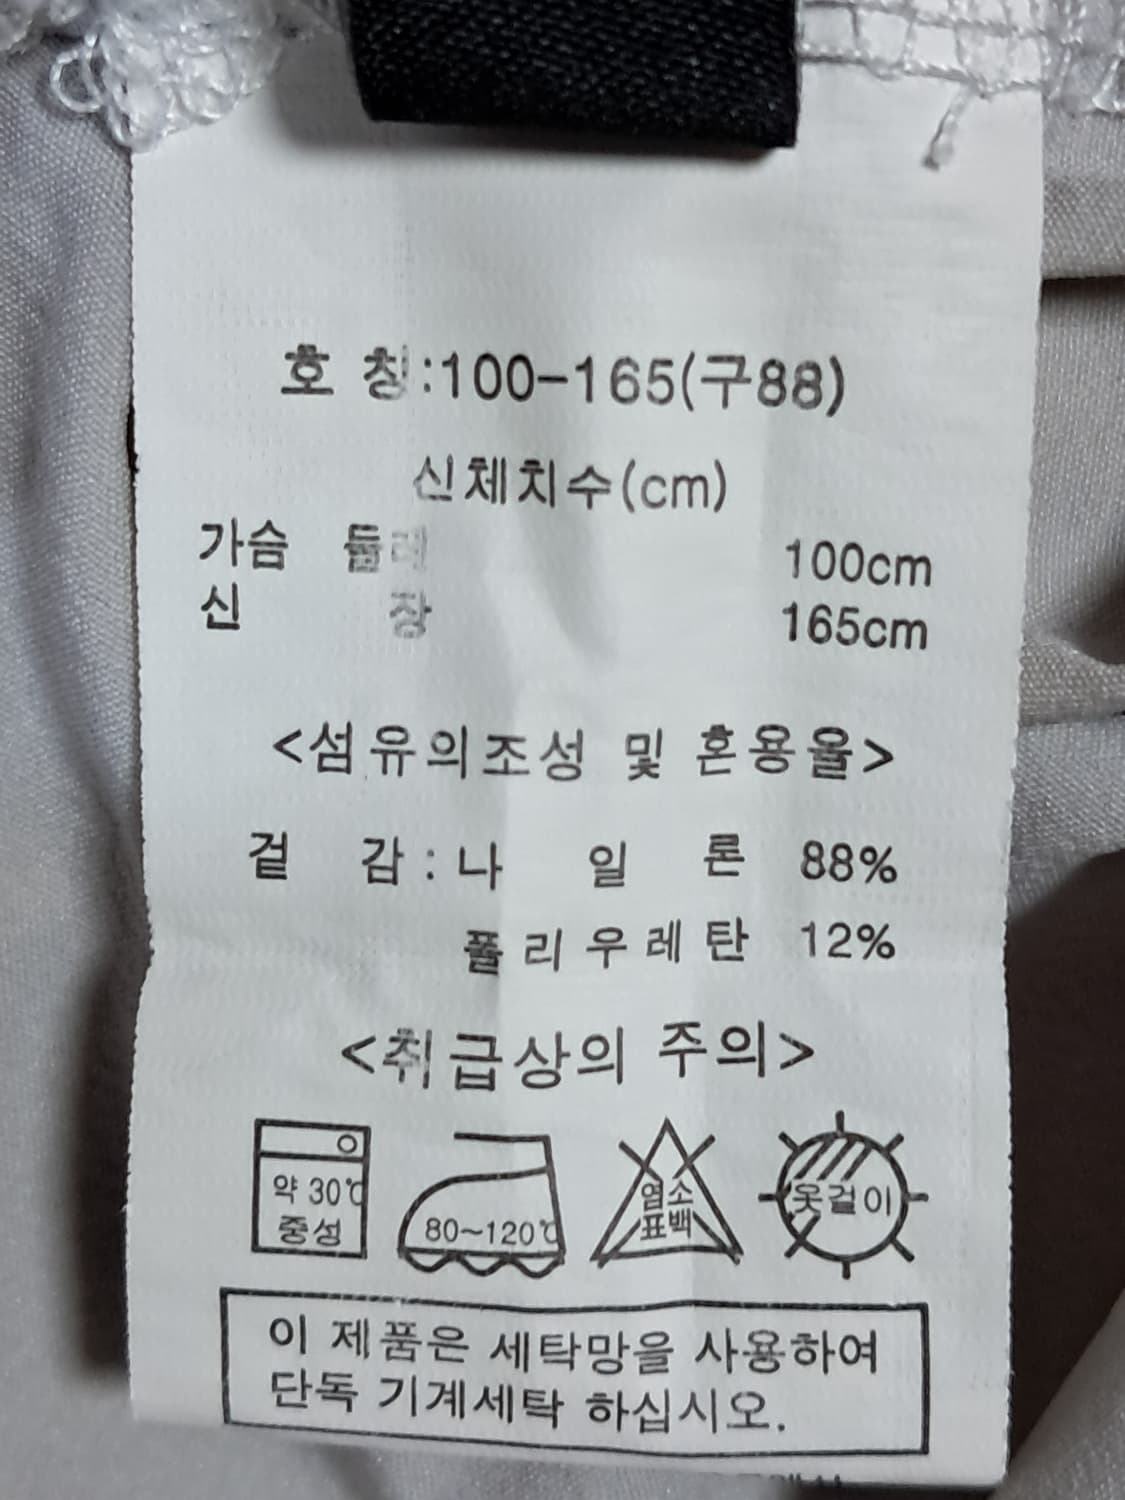 호 칭:100-165(구88)
신체치수(cm)
가슴 둘레 100cm
신 장 165cm
<섬유의조성 및 혼용율>
겉 감: 나 일 론 88%
폴리우레탄 12%
<취급상의 주의>
약 30℃
중성
80~120℃
염소
표백
옷걸이
이 제품은 세탁망을 사용하여
단독 기계세탁 하십시오.